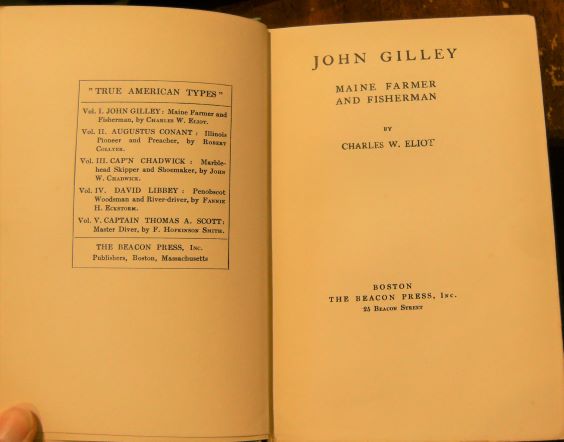 "TRUE AMERICAN TYPES"
Vol. I. JOHN GILLEY: Maine Farmer and
Fisherman, by CHARLES W. ELIOT.
Vol. II. AUGUSTUS CONANT: Illinois
Pioneer and Preacher, by ROBERT
COLLYER.
Vol. III. CAP'N CHADWICK: Marble-
head Skipper and Shoemaker, by JOHN
W. CHADWICK.
Vol. IV. DAVID LIBBEY: Penobscot
Woodsman and River-driver, by FANNIE
H. ECKSTORM.
Vol. V. CAPTAIN THOMAS A. SCOTT:
Master Diver, by F. HOPKINSON SMITH.
THE BEACON PRESS, INC.
Publishers, Boston, Massachusetts
JOHN GILLEY
MAINE FARMER
AND FISHERMAN
BY
CHARLES W. ELIOT
BOSTON
THE BEACON PRESS, INC.
25 BEACON STREET